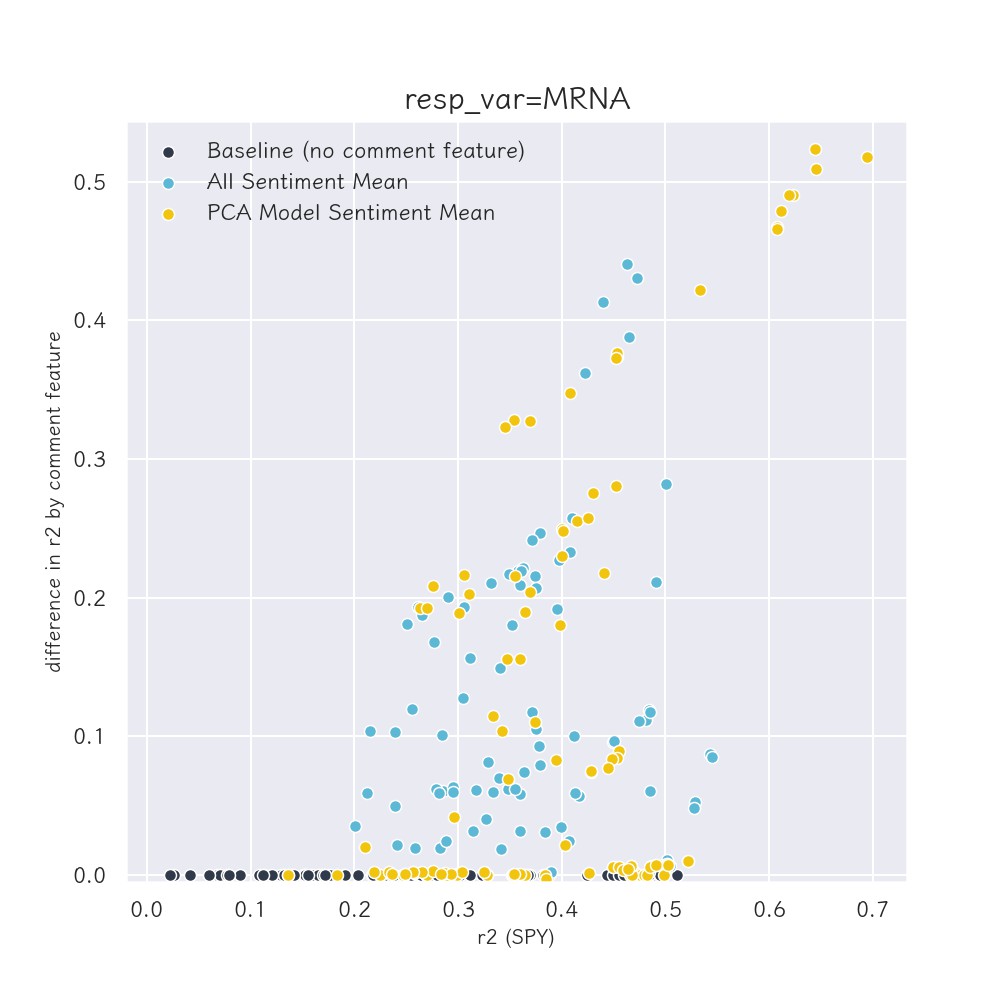 resp_var=MRNA
Baseline (no comment feature)
All Sentiment Mean
PCA Model Sentiment Mean
difference in r2 by comment feature
0.5
0.4
0.3
0.2
0.1
0.0
0.0 0.1 0.2 0.3 0.4 0.5 0.6 0.7
r2 (SPY)